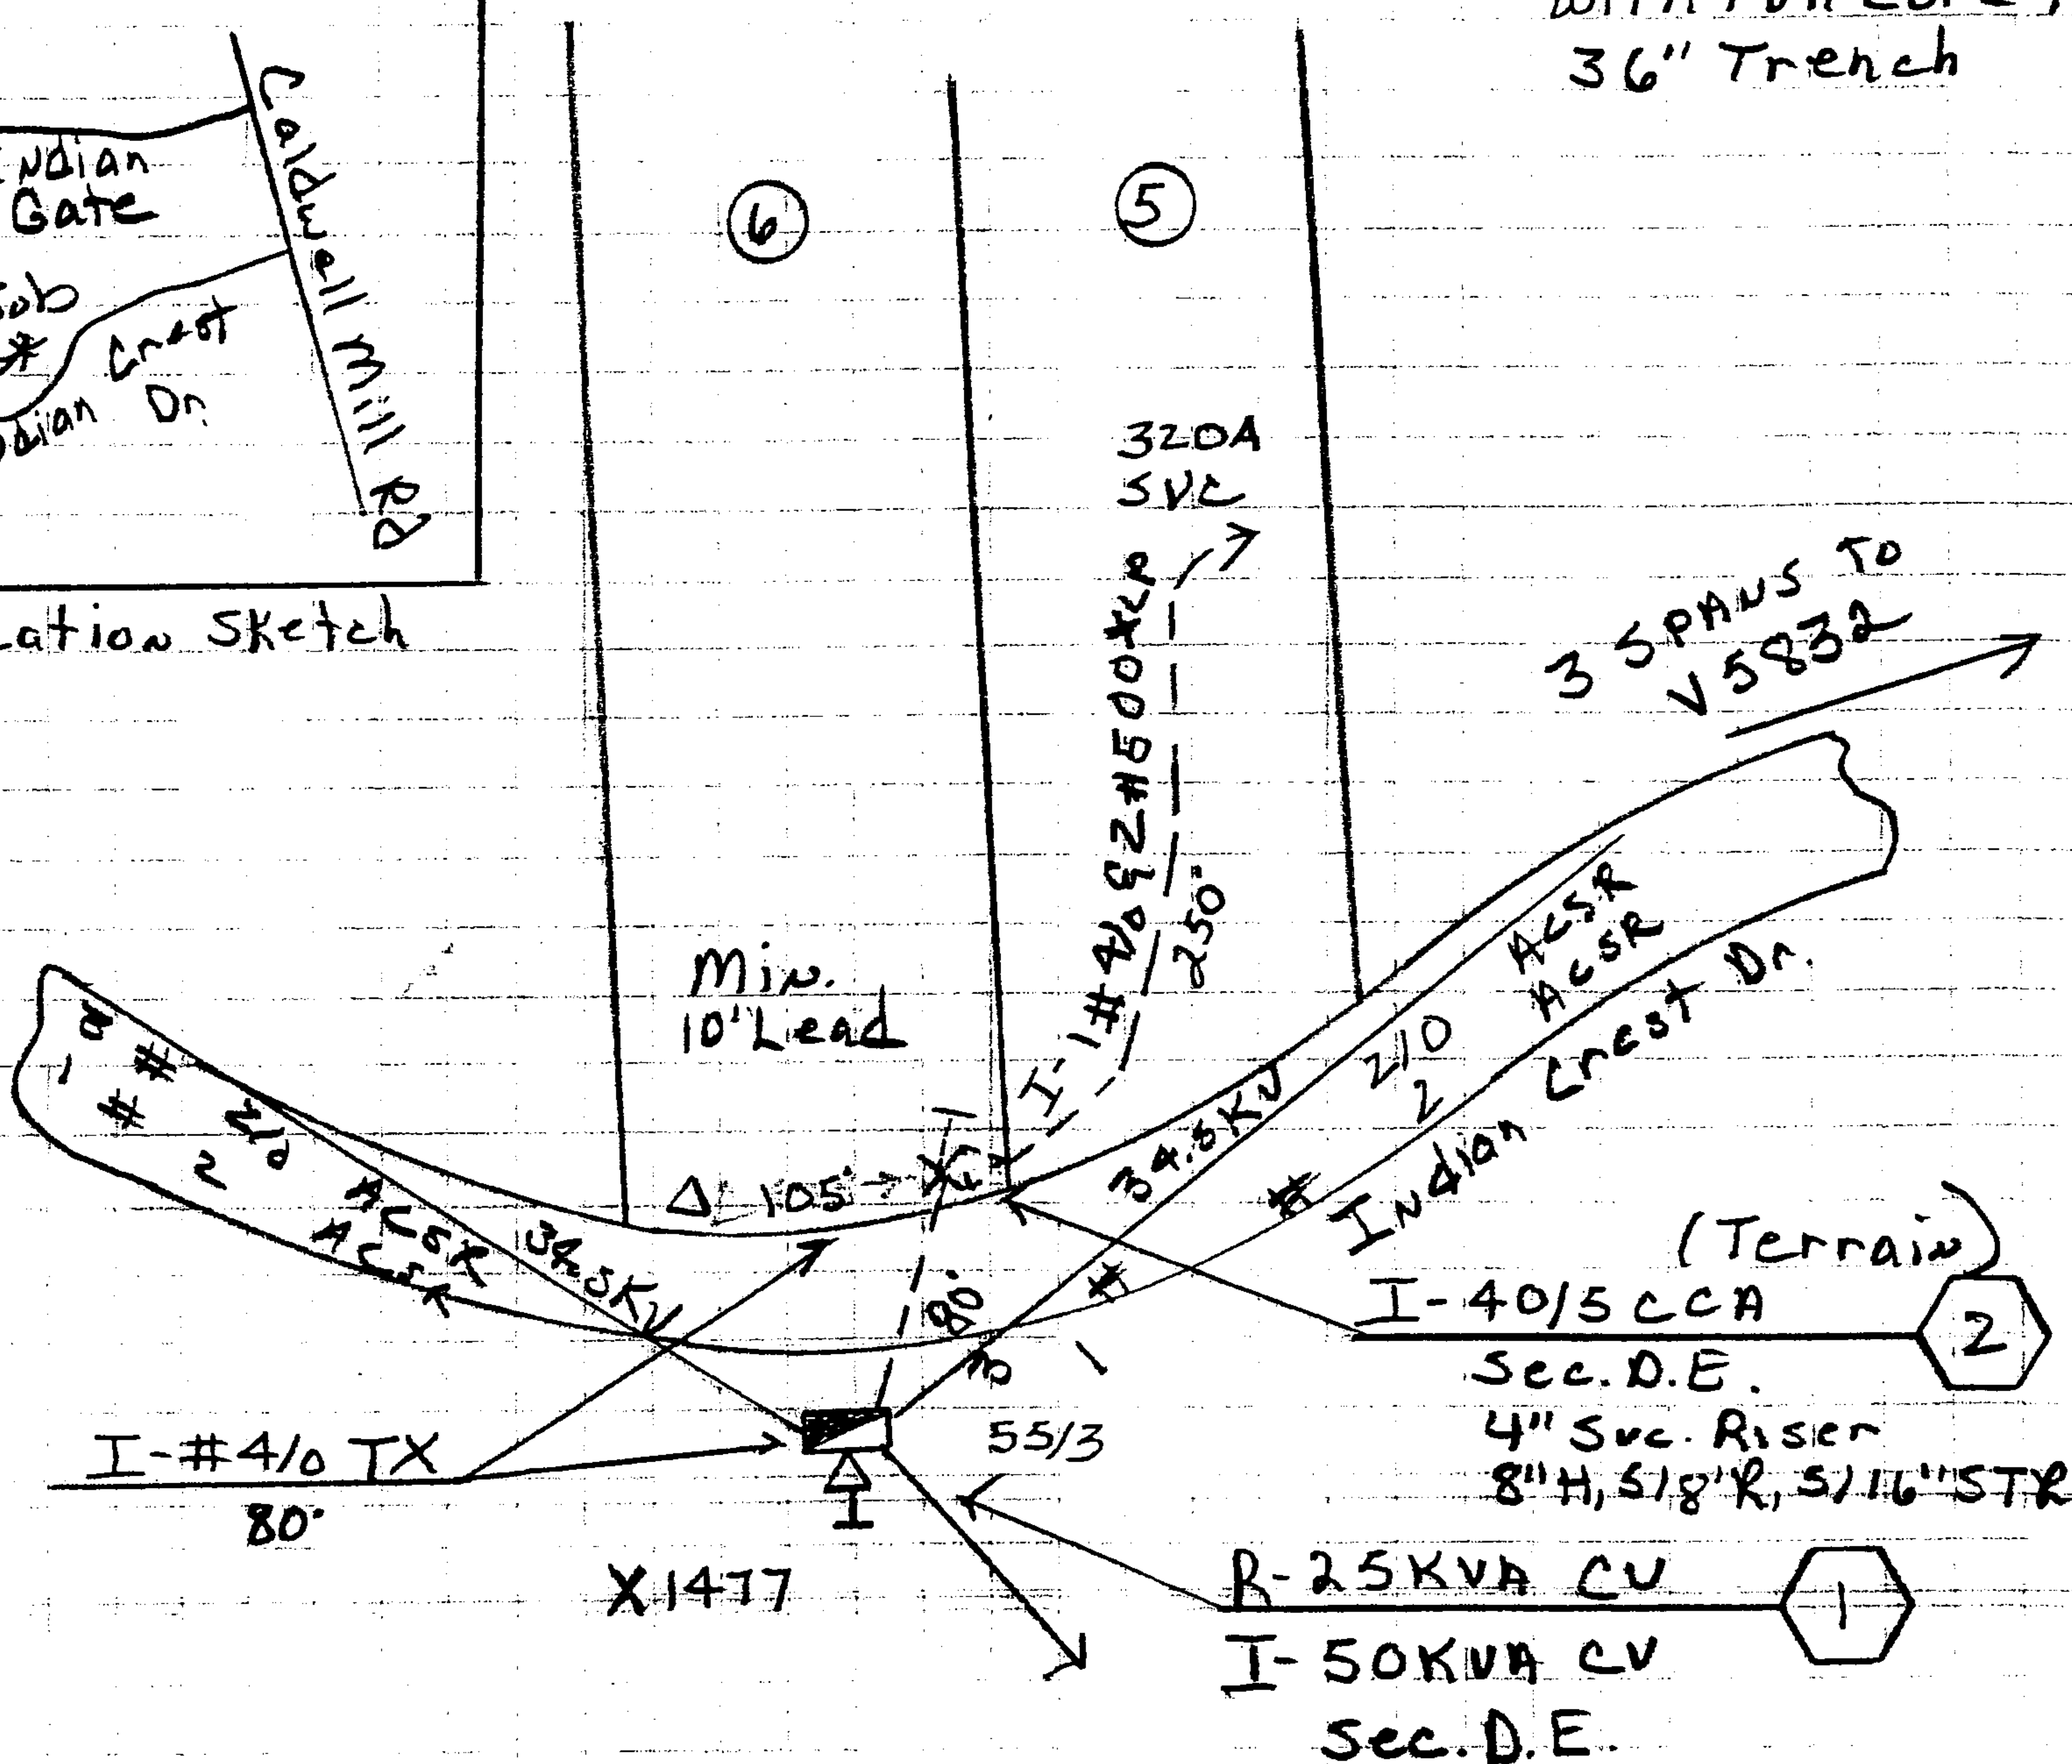 36" Trench
Indian
Gate
Caldwell Mill Rd
Job
*
Crest
Dr.
6
5
320A
SVC
Sketch
3 SPANS TO
V5832
I-1#4/0 & 2#500 XLP
250'
Min.
10' Lead
3 # 2/0 ACSR 34.5KV
1 # 2 ACSR
Δ 105'
34.5KV
3 # 2/0 ACSR
1 # 2 ACSR
Indian Crest Dr.
80'
(Terrain)
I-40/5 CCA
2
Sec. D.E.
4" Svc. Riser
8"H, 5/8'R, 5/16" STR
I-#4/0 TX
80'
55/3
I
X1477
R-25KVA CV
1
I-50KVA CV
Sec. D.E.